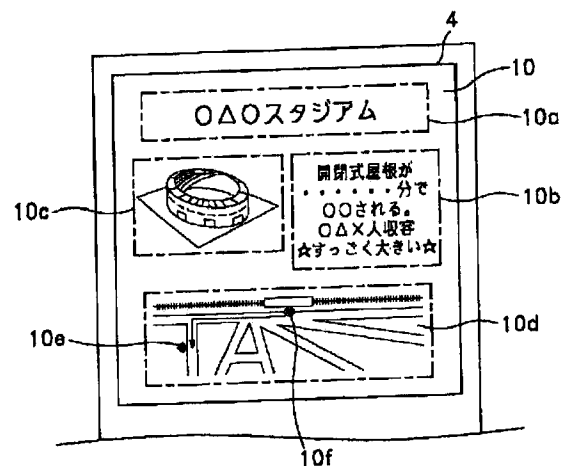 4
10
○△○スタジアム
10a
10c
開閉式屋根が
・・・・・・分で
○○される。
○△×人収容
☆すっごく大きい☆
10b
10e
10d
10f